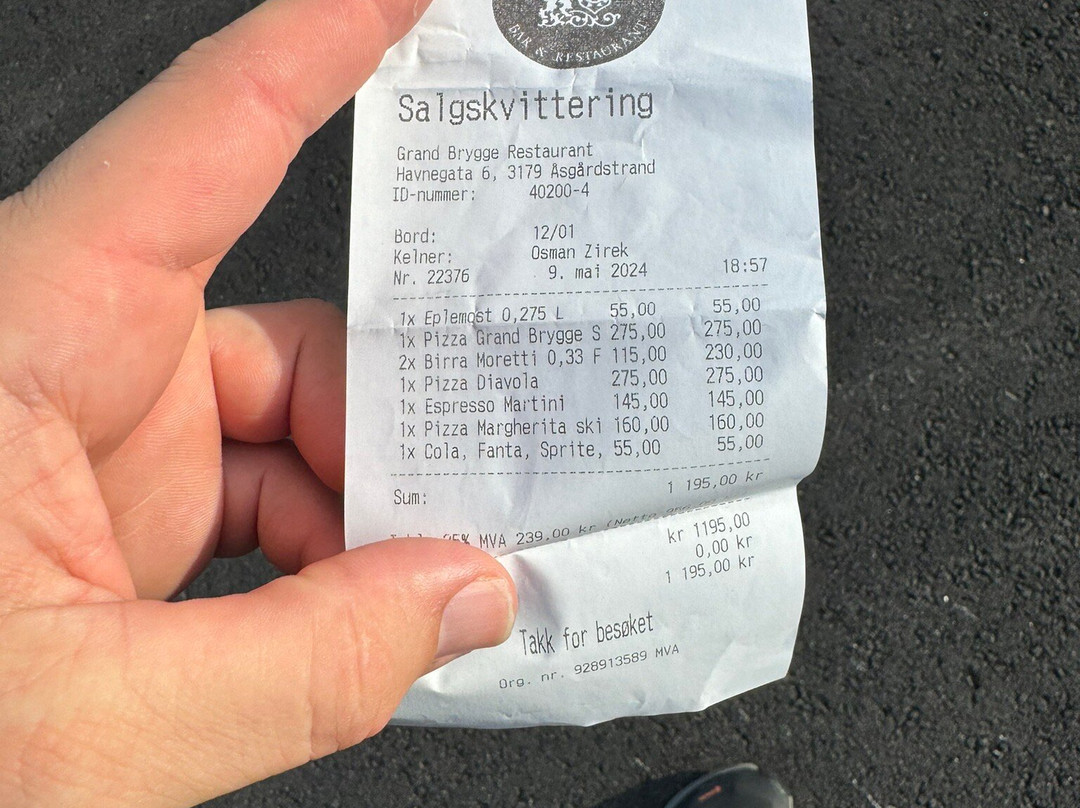 BAR & RESTAURANT
Salgskvittering
Grand Brygge Restaurant
Havnegata 6, 3179 Åsgårdstrand
ID-nummer: 40200-4
Bord: 12/01
Kelner: Osman Zirek
Nr. 22376 9. mai 2024 18:57
1x Eplemost 0,275 L 55,00 55,00
1x Pizza Grand Brygge S 275,00 275,00
2x Birra Moretti 0,33 F 115,00 230,00
1x Pizza Diavola 275,00 275,00
1x Espresso Martini 145,00 145,00
1x Pizza Margherita ski 160,00 160,00
1x Cola, Fanta, Sprite, 55,00 55,00
Sum: 1 195,00 kr
MVA 239,00 kr (Netto
kr 1195,00
0,00 kr
1 195,00 kr
Takk for besøket
Org. nr. 928913589 MVA